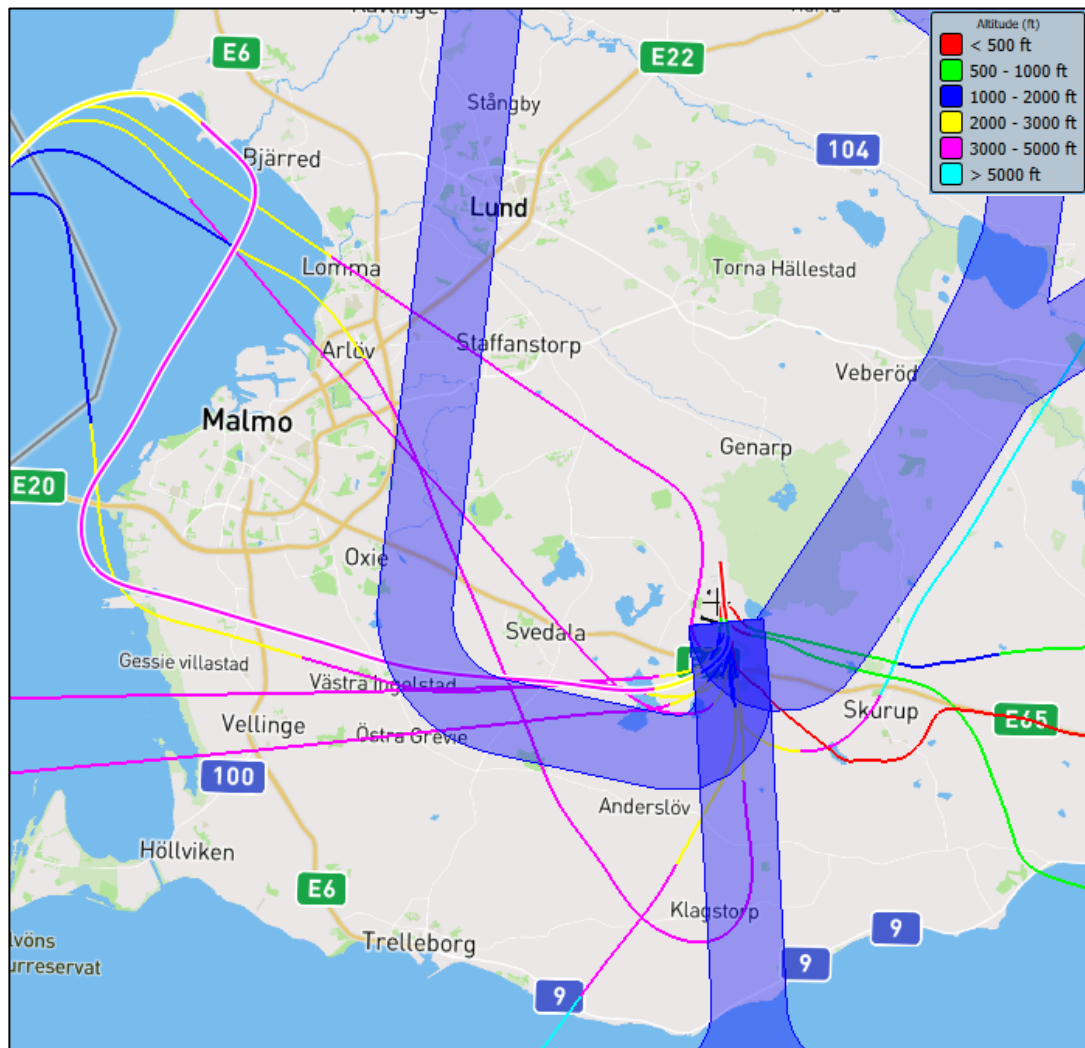 Altitude (ft)
< 500 ft
500 - 1000 ft
1000 - 2000 ft
2000 - 3000 ft
3000 - 5000 ft
> 5000 ft
E6
E22
Stångby
104
Bjärred
Lund
Lomma
Torna Hällestad
Arlöv
Staffanstorp
Veberöd
Malmo
Genarp
E20
Oxie
Svedala
Gessie villastad
Västra Ingelstad
Skurup
E65
Vellinge
Östra Grevie
100
Anderslöv
Höllviken
E6
Klagstorp
9
Trelleborg
9
9